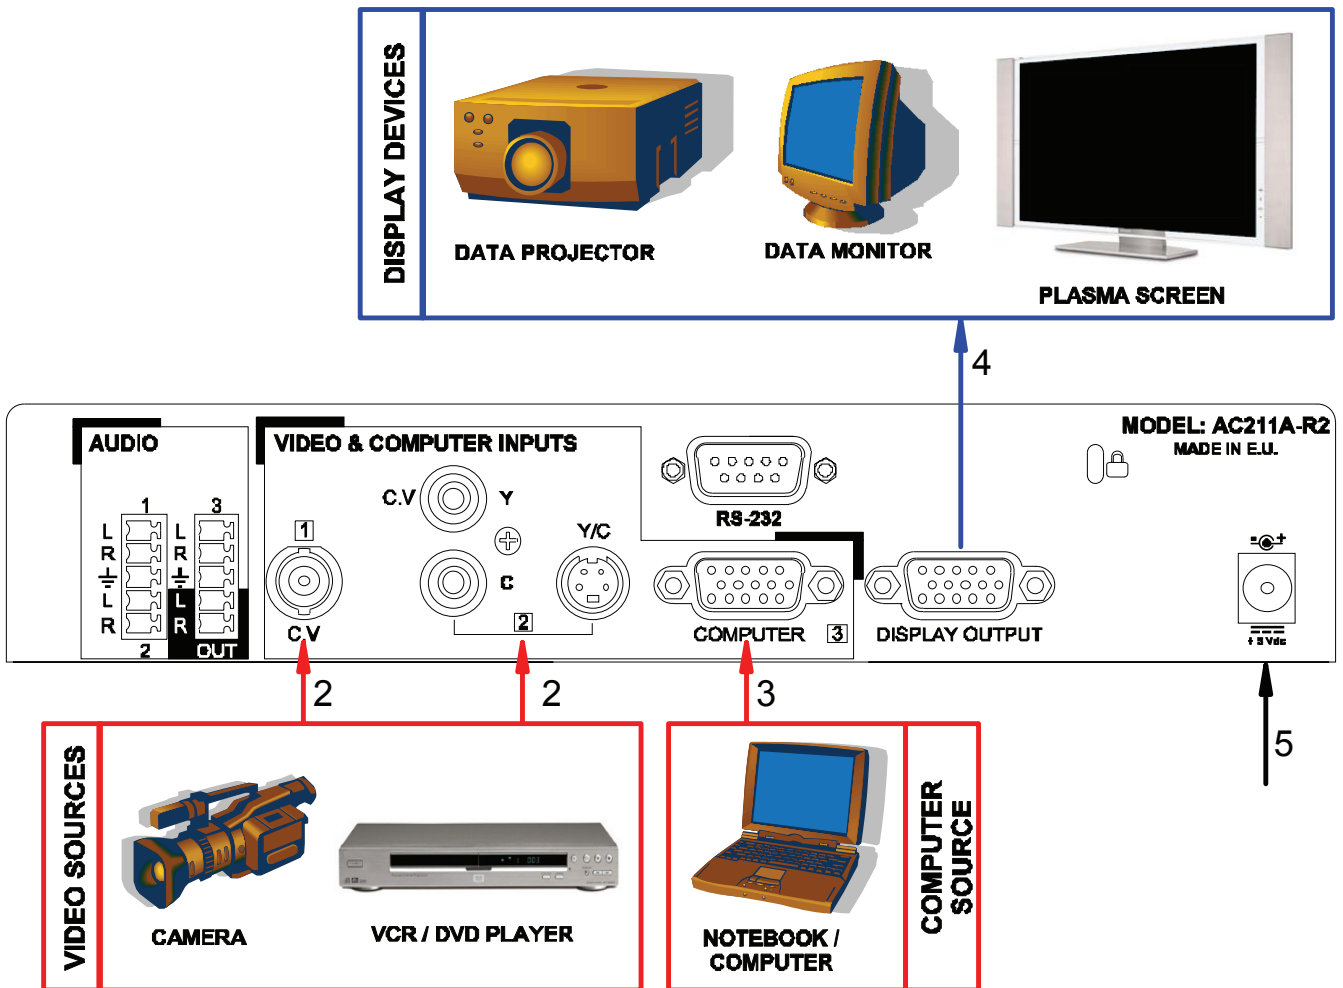 DISPLAY DEVICES
DATA PROJECTOR
DATA MONITOR
PLASMA SCREEN
4
MODEL: AC211A-R2
MADE IN E.U.
AUDIO
VIDEO & COMPUTER INPUTS
1
3
L
R
L
R
L
R
L
R
2
OUT
1
C.V
C.V
Y
C
Y/C
2
RS-232
COMPUTER
3
DISPLAY OUTPUT
- +
2
2
3
5
VIDEO SOURCES
CAMERA
VCR / DVD PLAYER
003
NOTEBOOK /
COMPUTER
COMPUTER
SOURCE